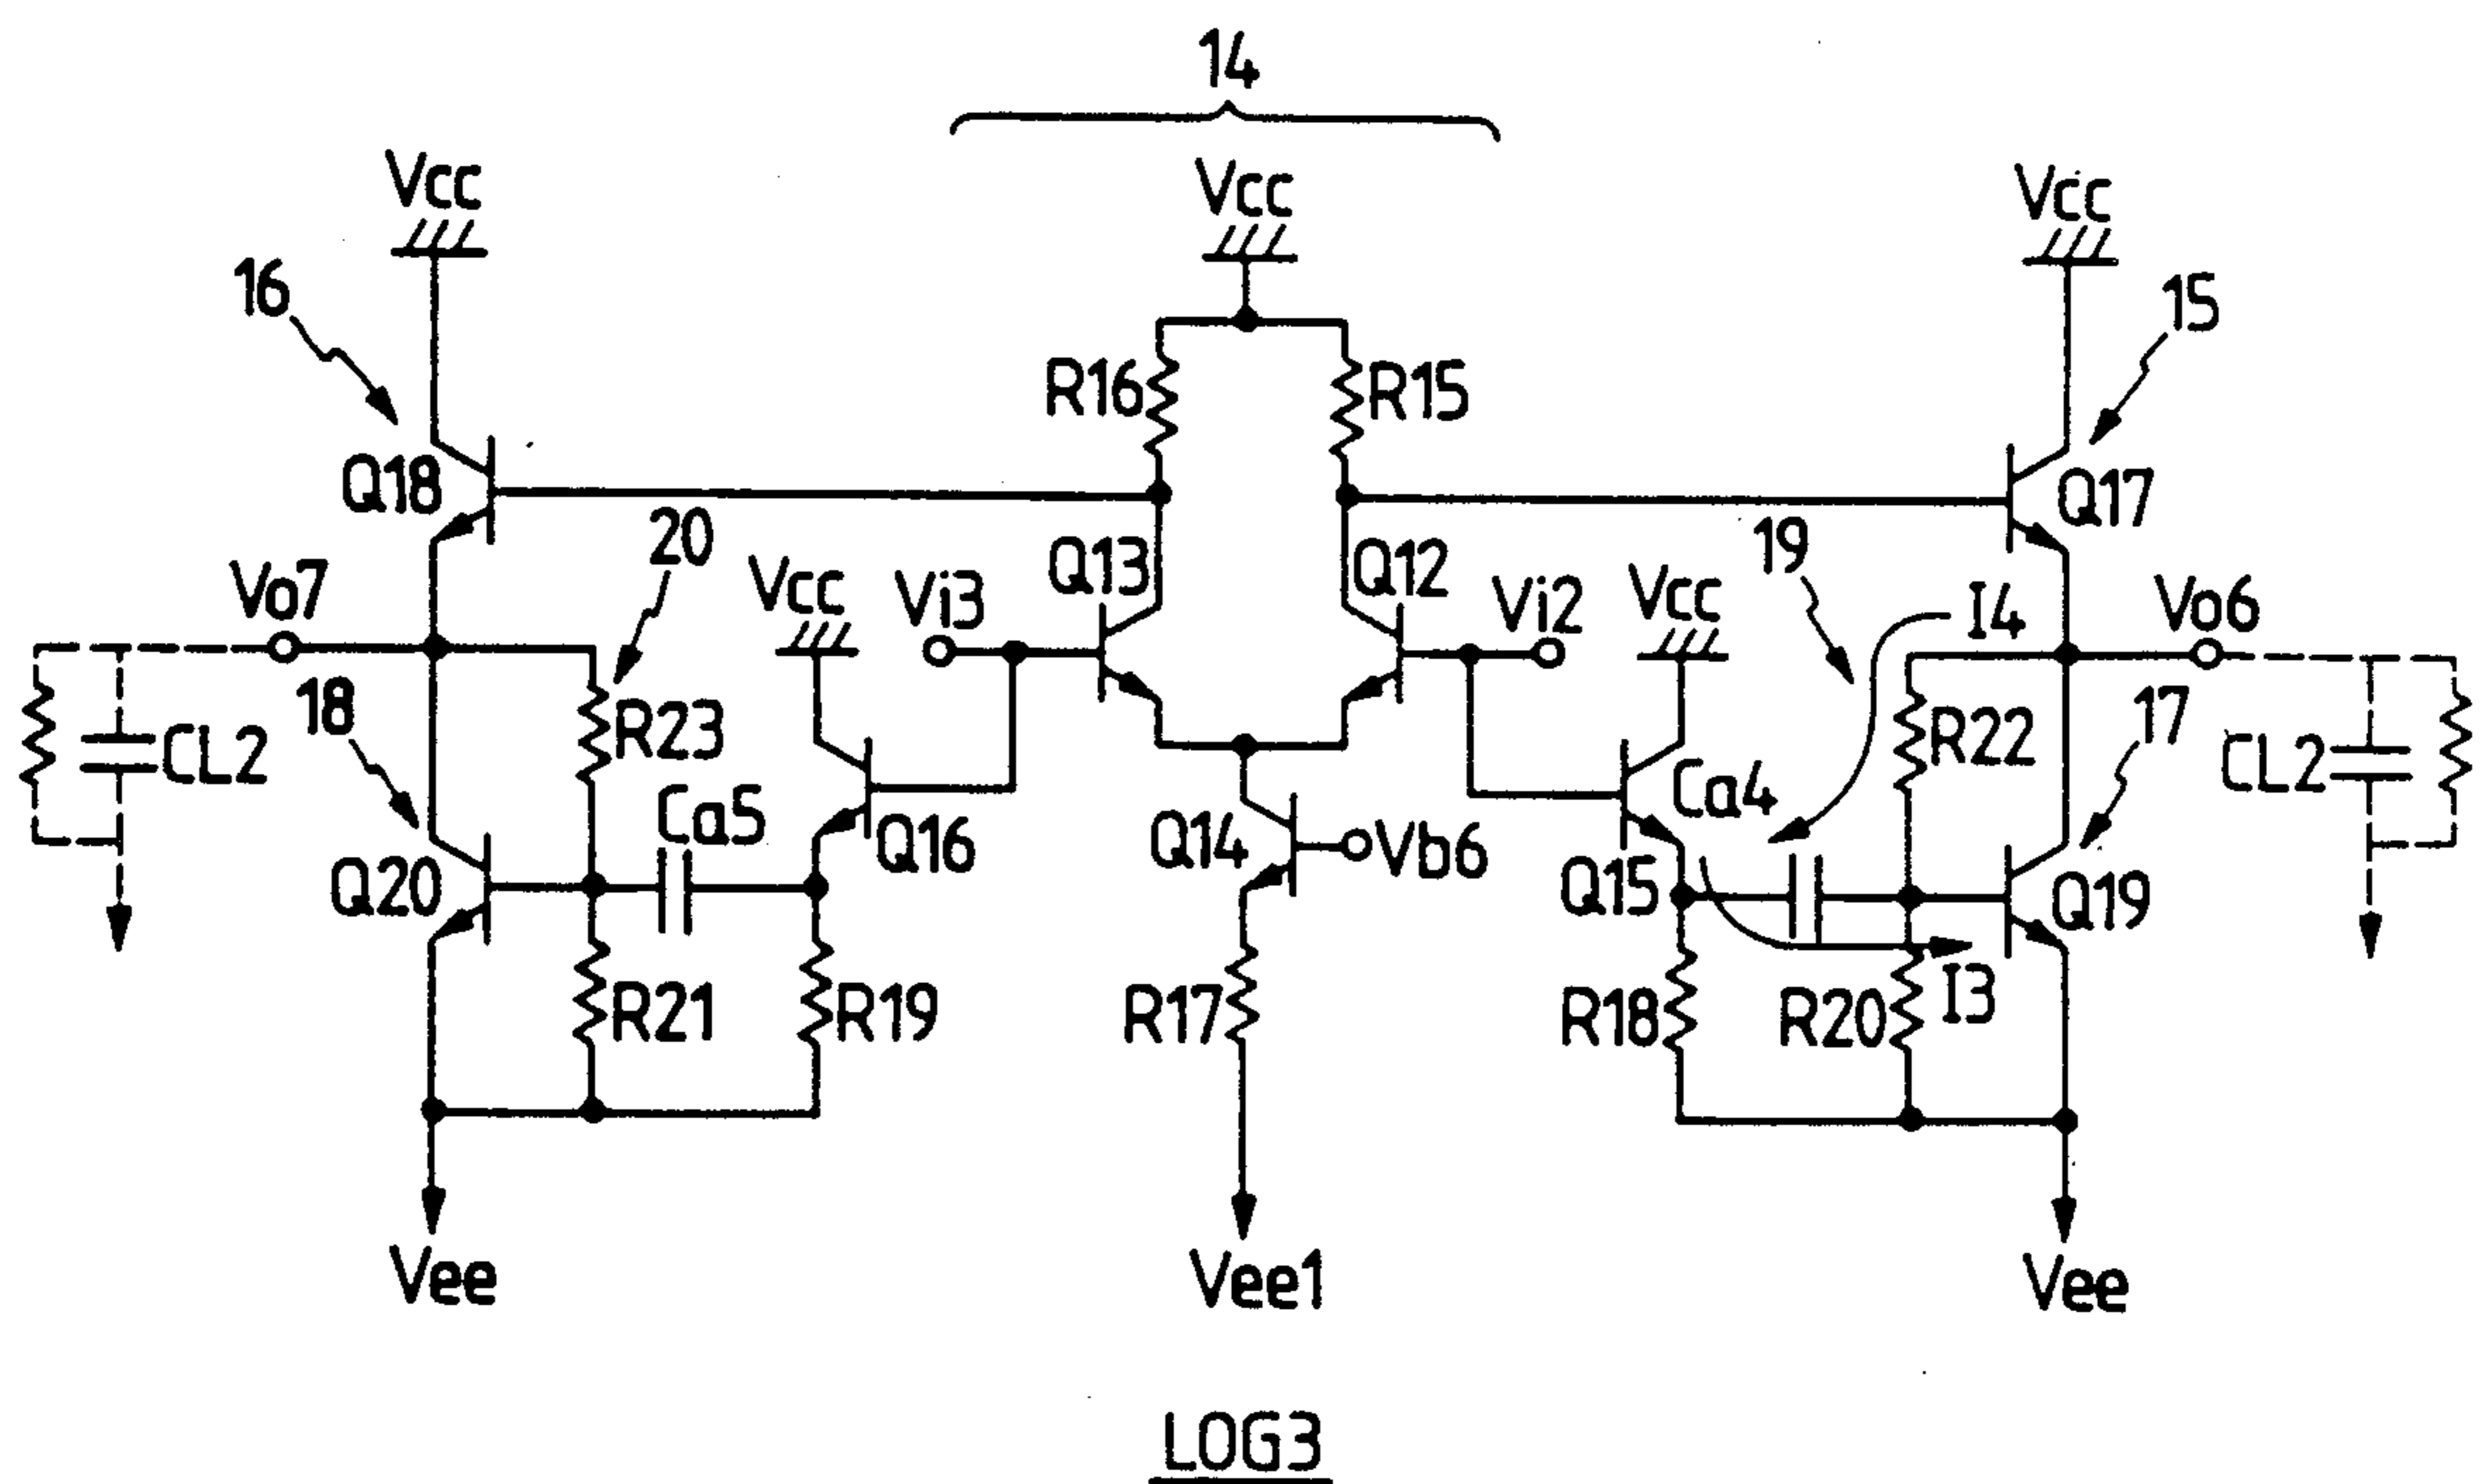 14
Vcc
Vcc
Vcc
16
15
R16
R15
Q18
Q17
20
19
Q13
Q12
Vo7
Vcc
Vi3
Vi2
Vcc
I4
Vo6
18
17
R23
R22
CL2
Ca5
Ca4
CL2
Q20
Q16
Q14
Vb6
Q15
Q19
R21
R19
R17
R18
R20
I3
Vee
Vee1
Vee
LOG3